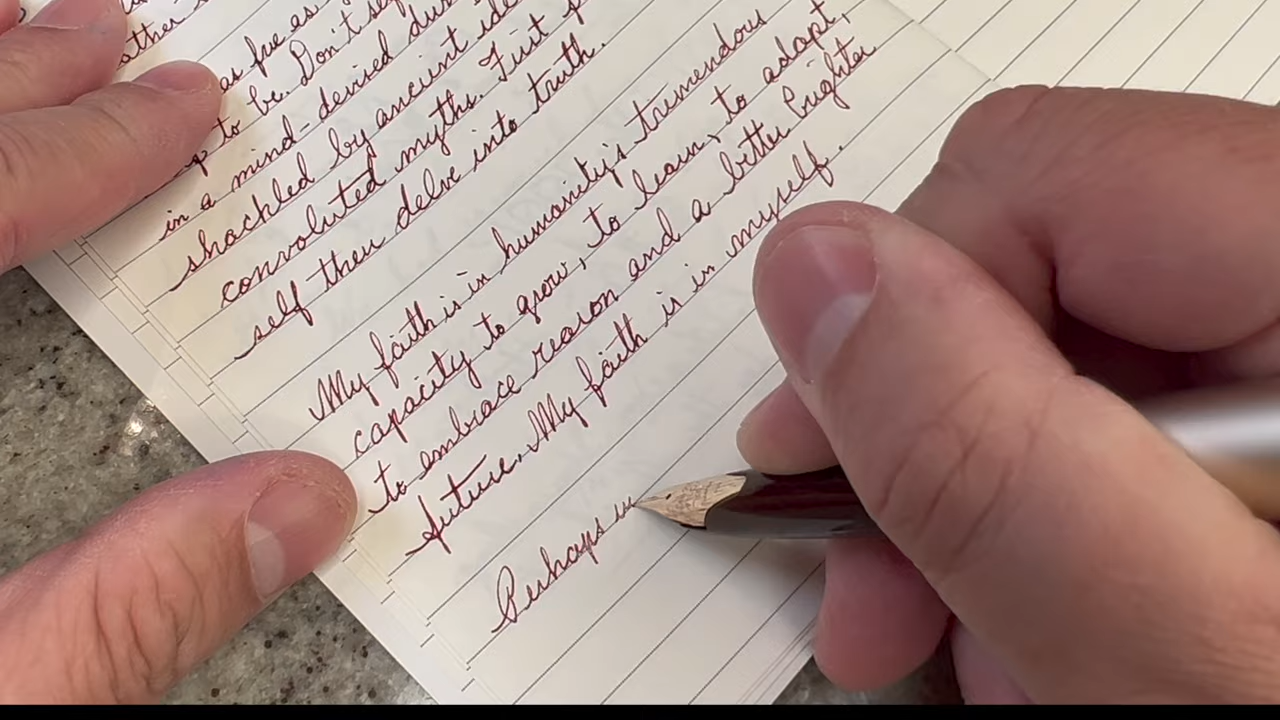 ather
as free as
to be. Don't
in a mind-devised
shackled by ancient
convoluted myths. First
self then delve into truth.
My faith is in humanity's tremendous
capacity to grow, to learn, to adapt,
to embrace reason and a better brighter
future. My faith is in myself.
Perhaps